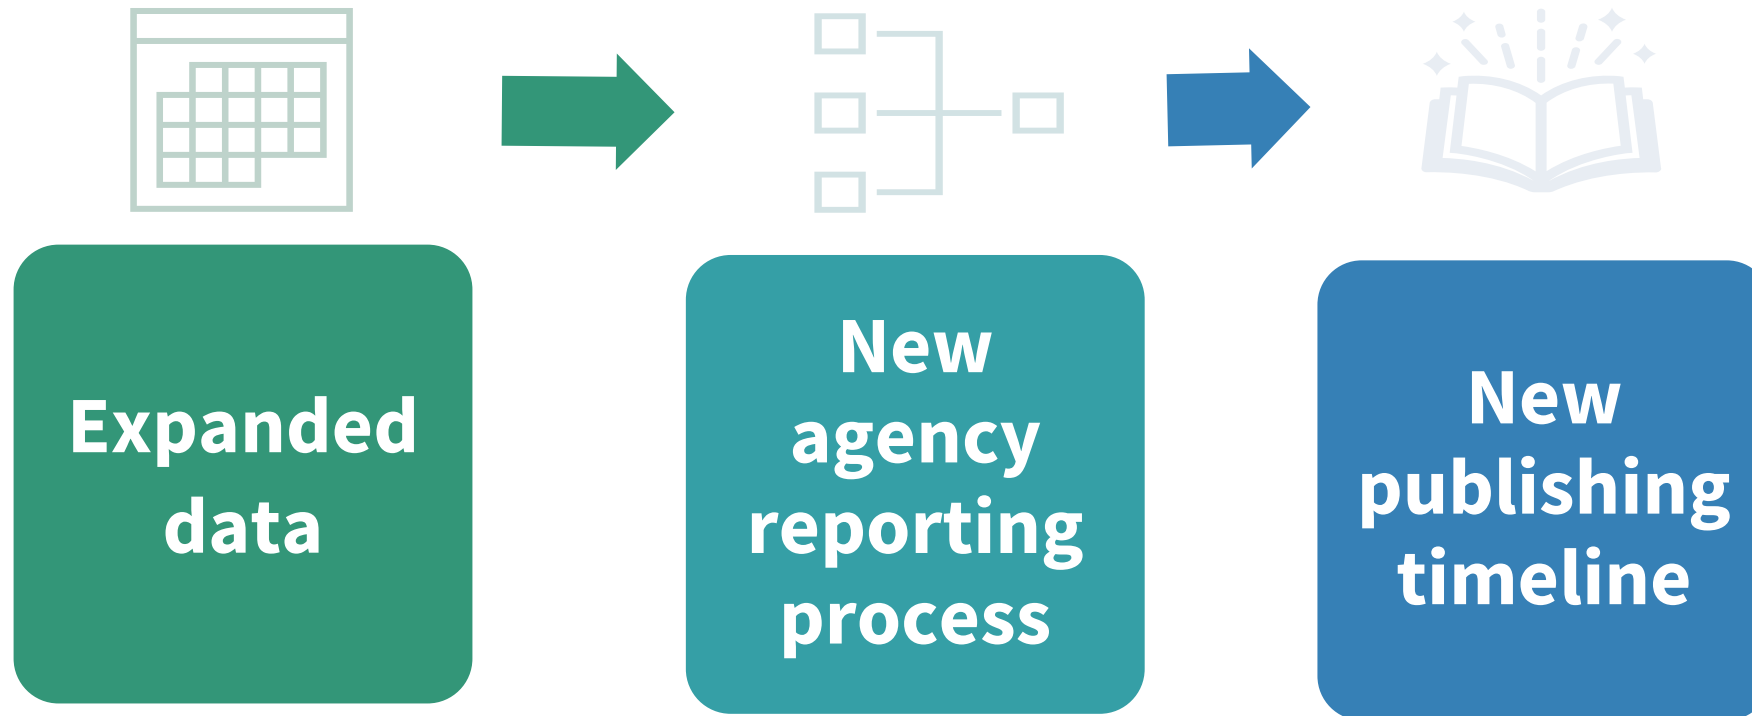 Expanded
data
New
agency
reporting
process
New
publishing
timeline